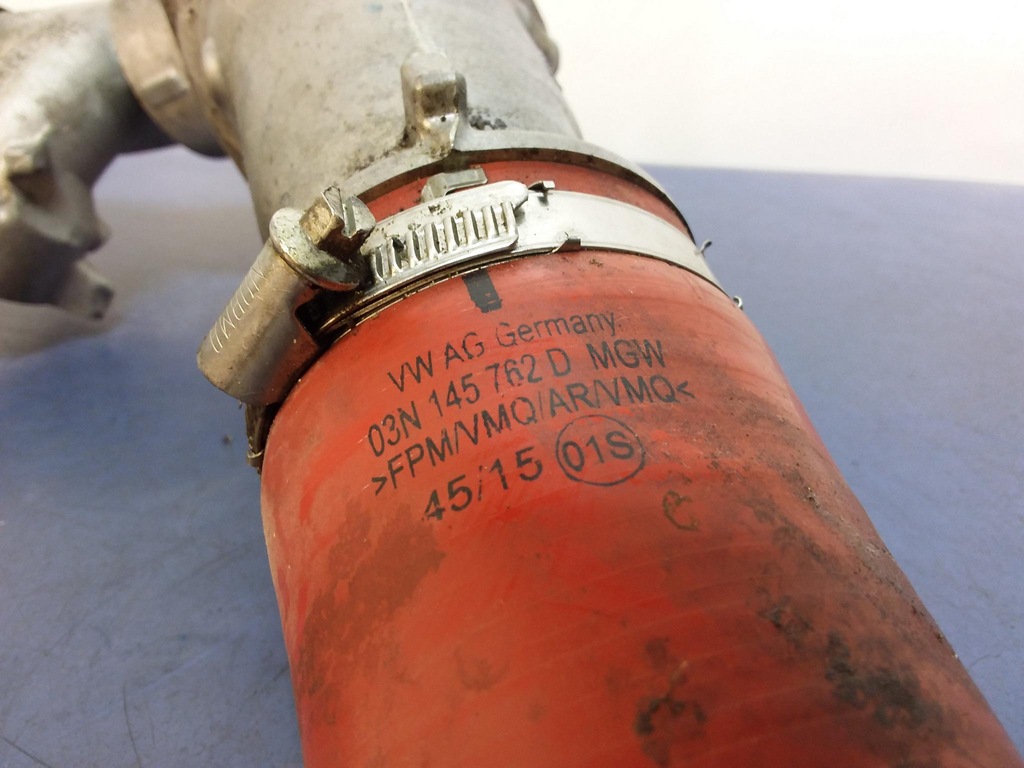 VW AG Germany
03N 145 762 D MGW
>FPM/VMQ/AR/VMQ<
45/15 01S